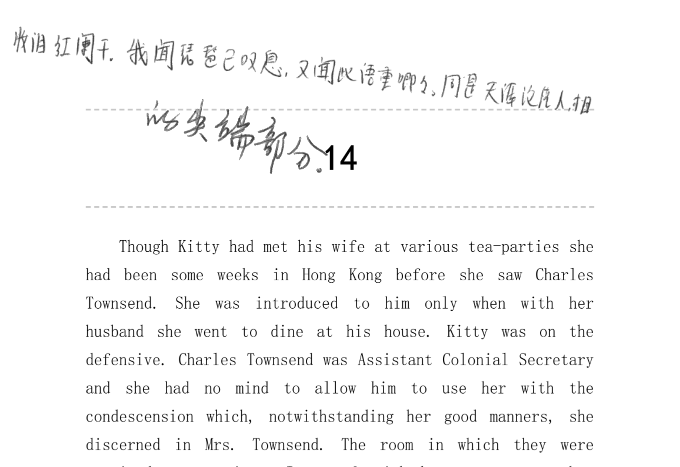 妆泪红阑干。我闻琵琶已叹息,又闻此语重唧唧。同是天涯沦落人,相
的尖端部分。
14
Though Kitty had met his wife at various tea-parties she
had been some weeks in Hong Kong before she saw Charles
Townsend. She was introduced to him only when with her
husband she went to dine at his house. Kitty was on the
defensive. Charles Townsend was Assistant Colonial Secretary
and she had no mind to allow him to use her with the
condescension which, notwithstanding her good manners, she
discerned in Mrs. Townsend. The room in which they were